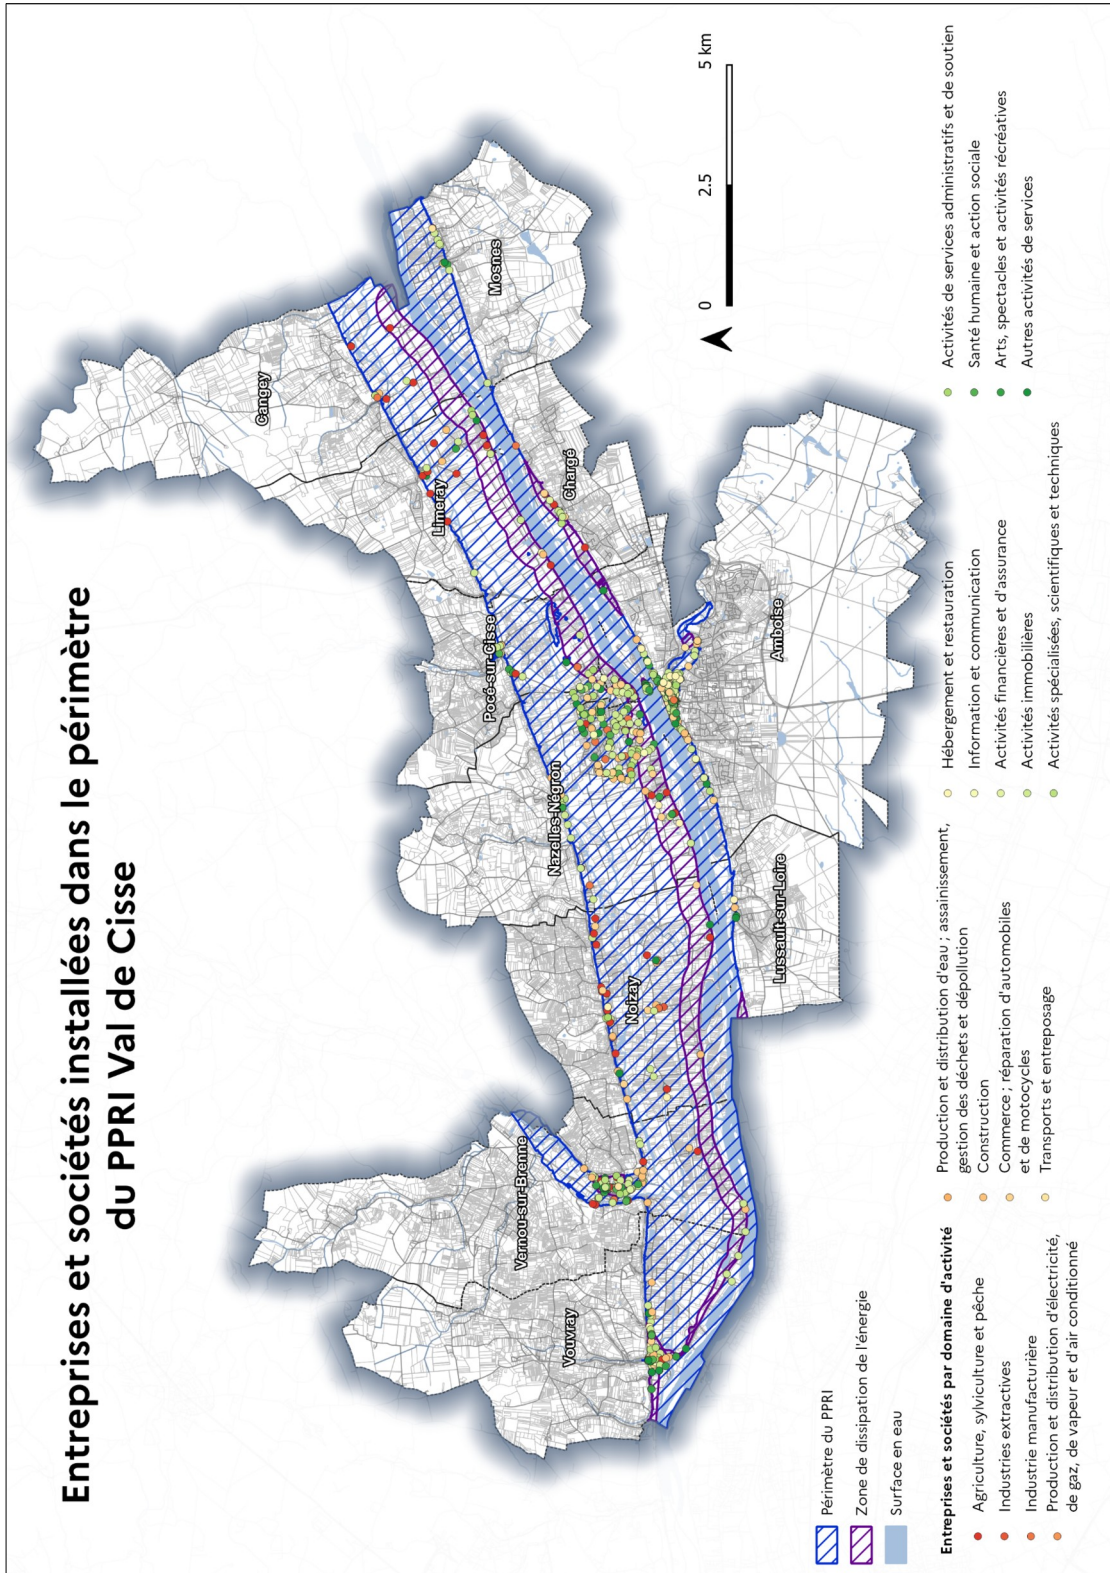 Entreprises et sociétés installées dans le périmètre
du PPRI Val de Cisse
Cangey
Limeray
Mosnes
Pocé-sur-Cisse
Chargé
Nazelles-Négron
Amboise
Noizay
Lussault-sur-Loire
Vernou-sur-Brenne
Vouvray
0
2.5
5 km
Périmètre du PPRI
Zone de dissipation de l'énergie
Surface en eau
Entreprises et sociétés par domaine d'activité
Agriculture, sylviculture et pêche
Industries extractives
Industrie manufacturière
Production et distribution d'électricité,
de gaz, de vapeur et d'air conditionné
Production et distribution d'eau ; assainissement,
gestion des déchets et dépollution
Construction
Commerce ; réparation d'automobiles
et de motocycles
Transports et entreposage
Hébergement et restauration
Information et communication
Activités financières et d'assurance
Activités immobilières
Activités spécialisées, scientifiques et techniques
Activités de services administratifs et de soutien
Santé humaine et action sociale
Arts, spectacles et activités récréatives
Autres activités de services